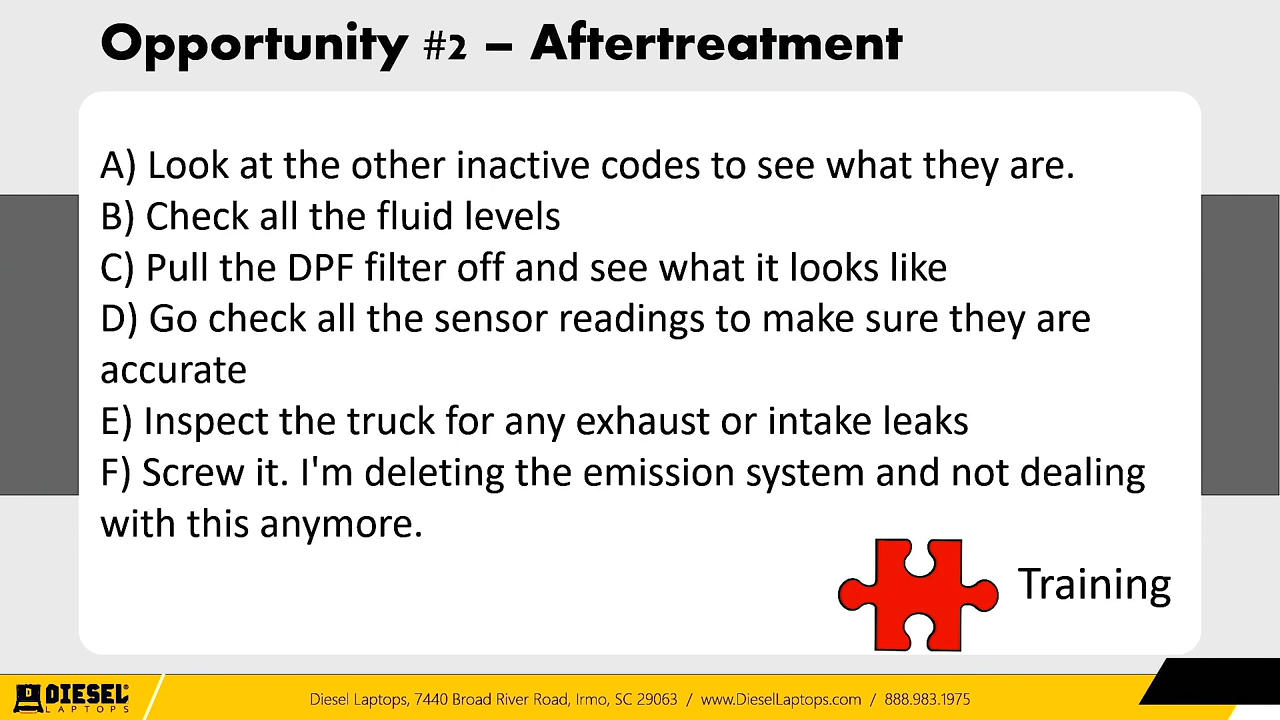 Opportunity #2 – Aftertreatment
A) Look at the other inactive codes to see what they are.
B) Check all the fluid levels
C) Pull the DPF filter off and see what it looks like
D) Go check all the sensor readings to make sure they are
accurate
E) Inspect the truck for any exhaust or intake leaks
F) Screw it. I'm deleting the emission system and not dealing
with this anymore.
Training
DIESEL
LAPTOPS
Diesel Laptops, 7440 Broad River Road, Irmo, SC 29063 / www.DieselLaptops.com / 888.983.1975